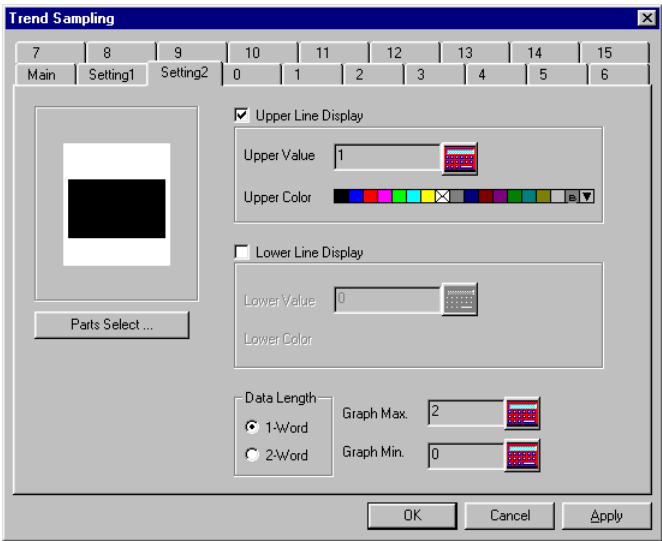 Trend Sampling
7 8 9 10 11 12 13 14 15
Main Setting1 Setting2 0 1 2 3 4 5 6
Upper Line Display
Upper Value 1
Upper Color B
Lower Line Display
Lower Value 0
Lower Color
Parts Select ...
Data Length
1-Word
2-Word
Graph Max. 2
Graph Min. 0
OK Cancel Apply